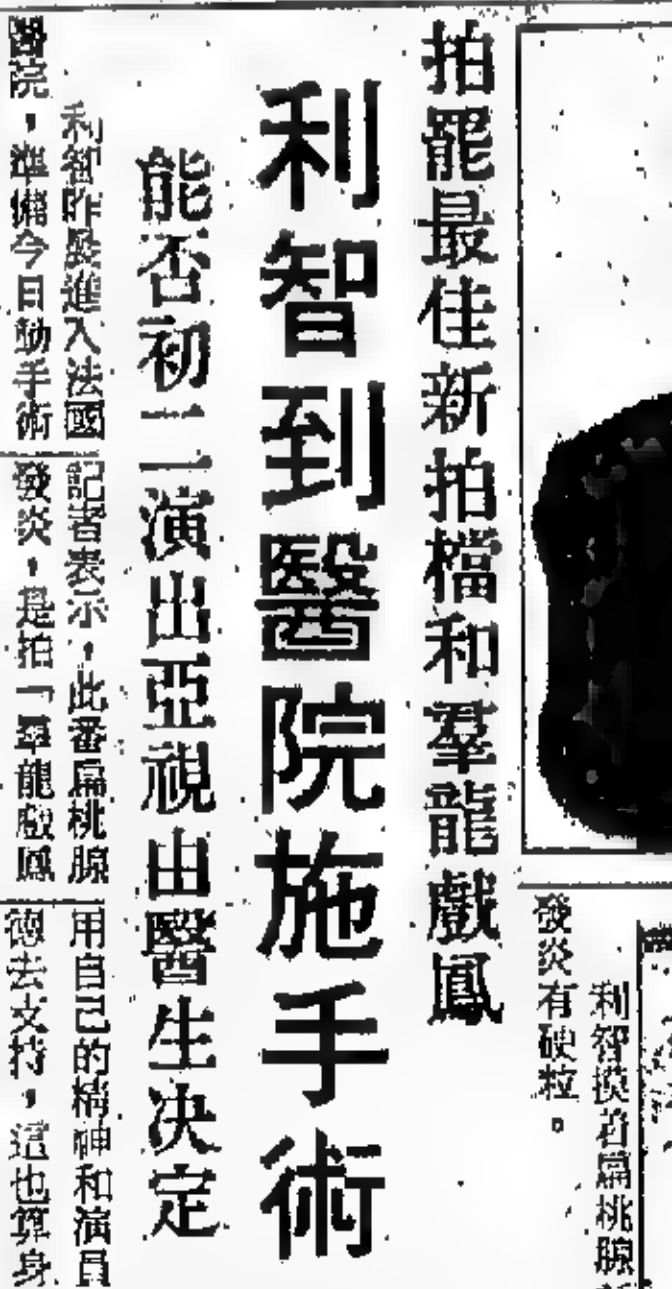 拍罷最佳新拍檔和羣龍戲鳳
利智到醫院施手術
能否初二演出亞視由醫生決定
利智昨晨進入法國
醫院，準備今日動手術
記者表示，此番扁桃腺
發炎，是拍「羣龍戲鳳
用自己的精神和演員
德去支持，這也算身
利智摸着扁桃腺
發炎有硬粒。